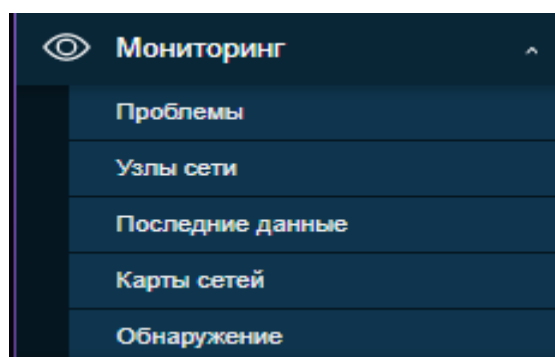 Мониторинг
Проблемы
Узлы сети
Последние данные
Карты сетей
Обнаружение